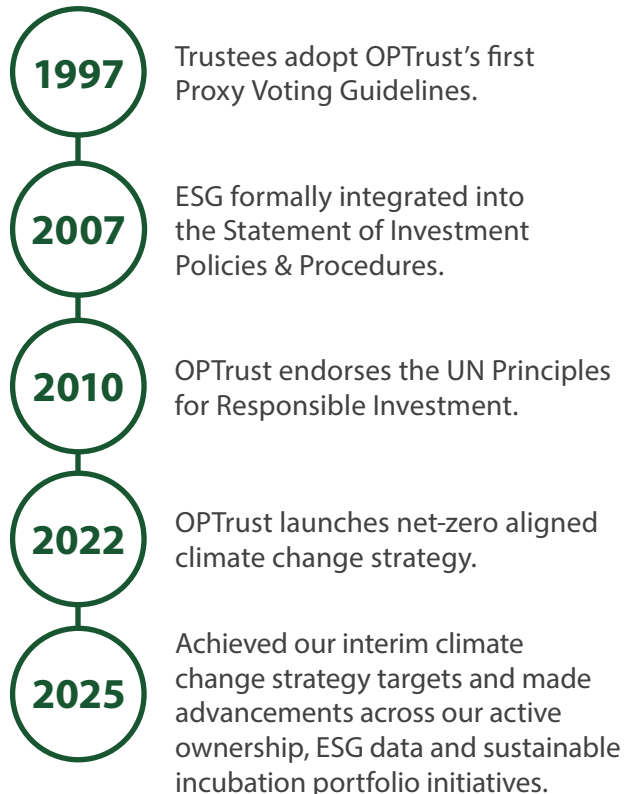 1997
Trustees adopt OPTrust’s first
Proxy Voting Guidelines.
2007
ESG formally integrated into
the Statement of Investment
Policies & Procedures.
2010
OPTrust endorses the UN Principles
for Responsible Investment.
2022
OPTrust launches net-zero aligned
climate change strategy.
2025
Achieved our interim climate
change strategy targets and made
advancements across our active
ownership, ESG data and sustainable
incubation portfolio initiatives.